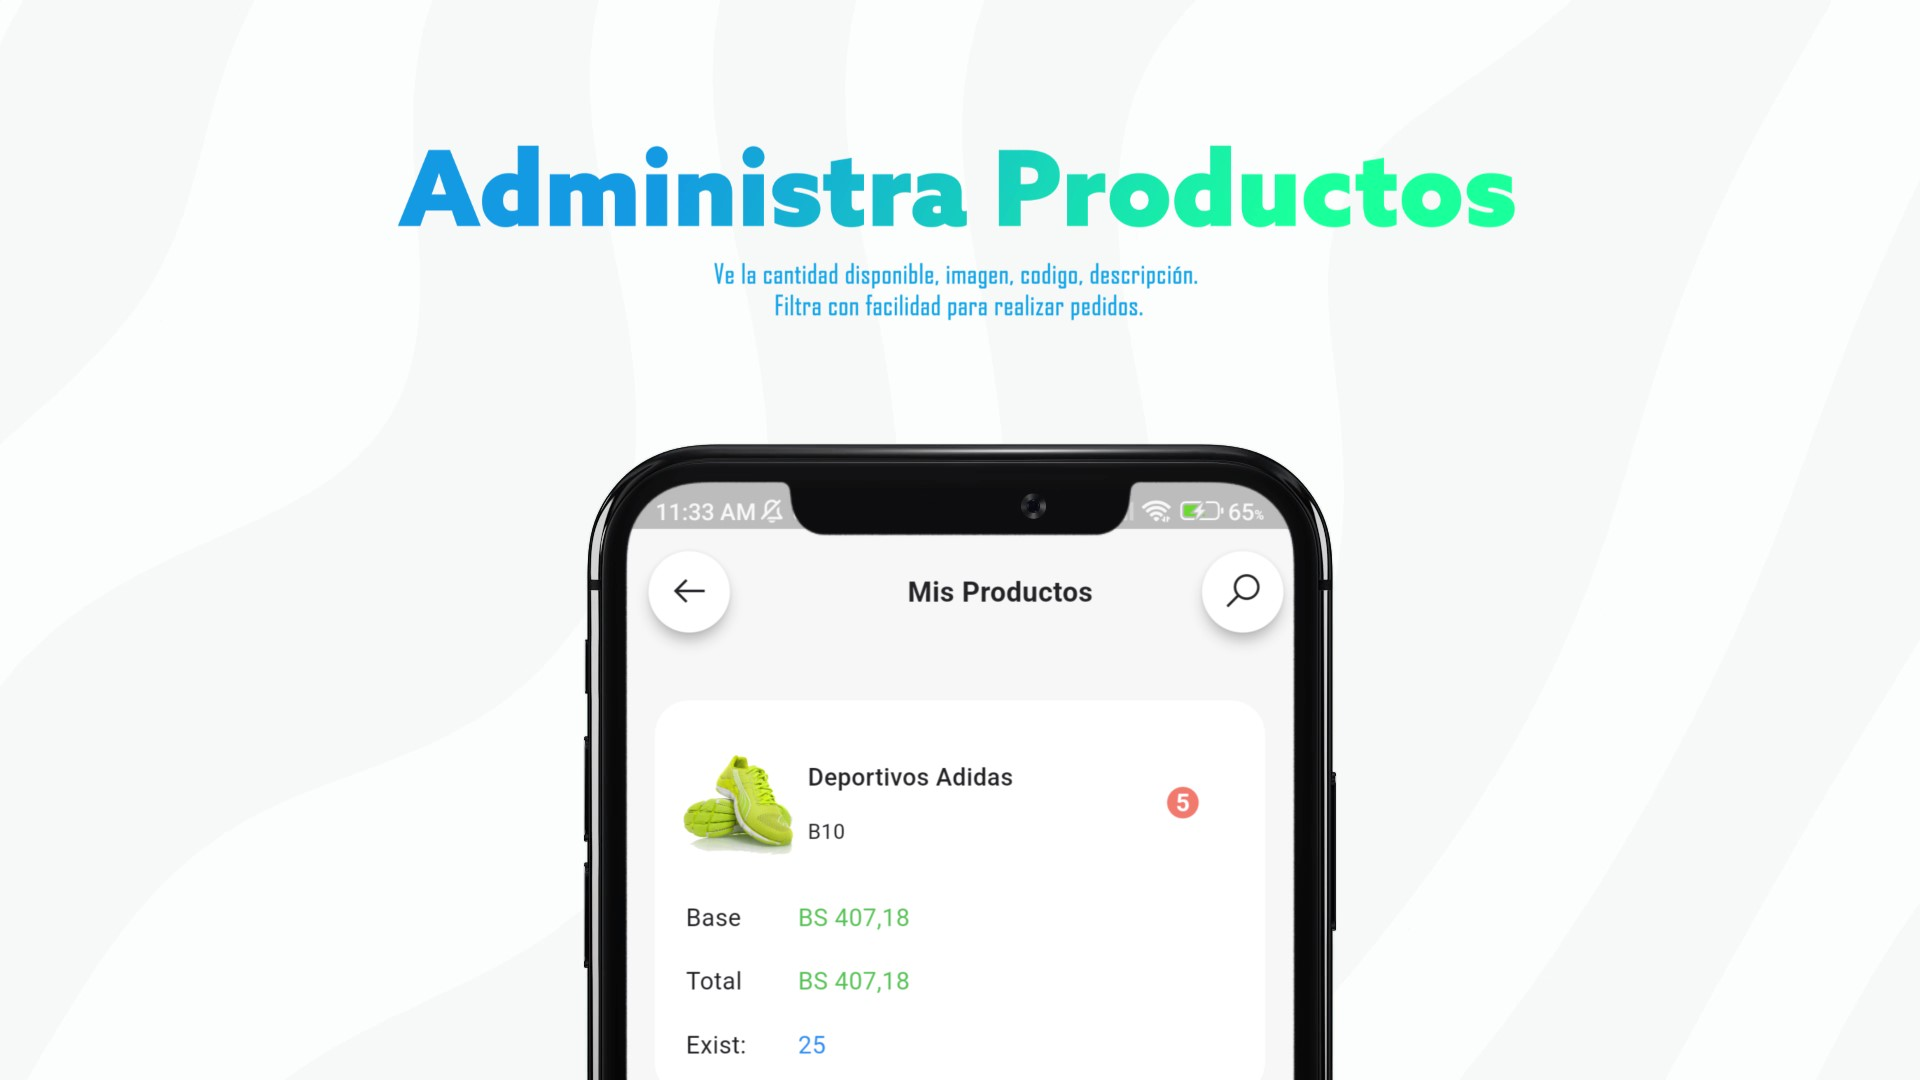 Administra Productos
Ve la cantidad disponible, imagen, codigo, descripción.
Filtra con facilidad para realizar pedidos.
11:33 AM
65%
Mis Productos
Deportivos Adidas
5
B10
Base BS 407,18
Total BS 407,18
Exist: 25